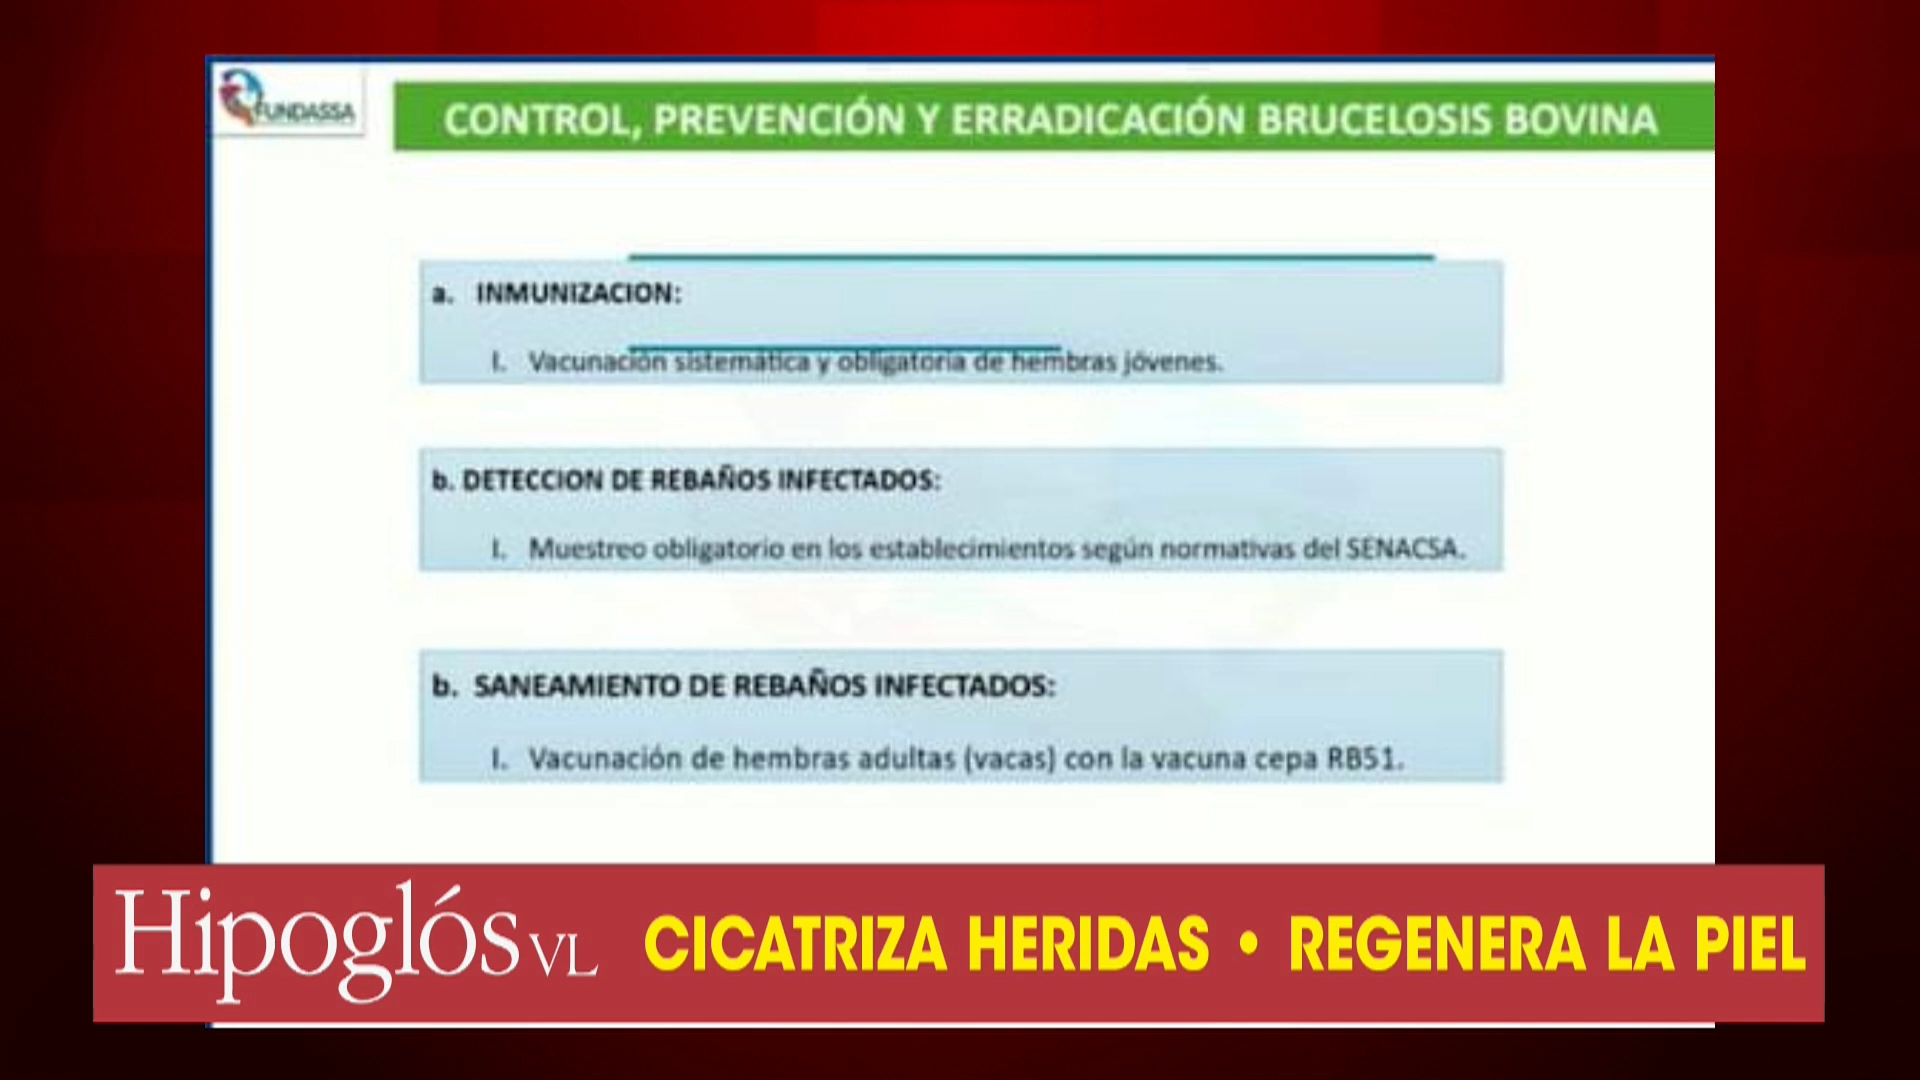 FUNDASSA
CONTROL, PREVENCIÓN Y ERRADICACIÓN BRUCELOSIS BOVINA
a. INMUNIZACION:
I. Vacunación sistemática y obligatoria de hembras jóvenes.
b. DETECCION DE REBAÑOS INFECTADOS:
I. Muestreo obligatorio en los establecimientos según normativas del SENACSA.
b. SANEAMIENTO DE REBAÑOS INFECTADOS:
I. Vacunación de hembras adultas (vacas) con la vacuna cepa RB51.
Hipoglós VL CICATRIZA HERIDAS • REGENERA LA PIEL